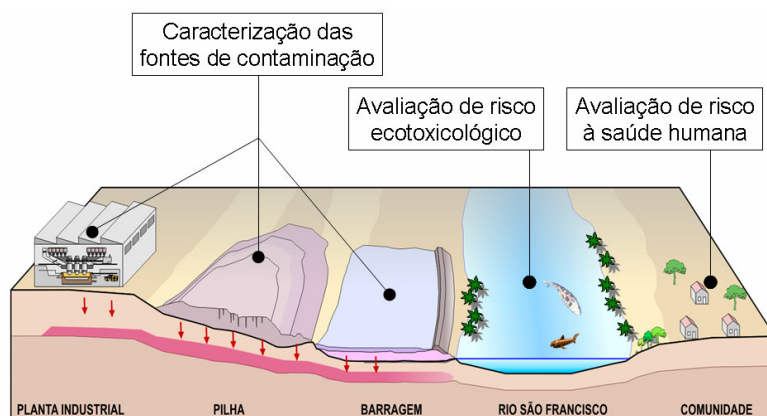 Caracterização das
fontes de contaminação
Avaliação de risco
ecotoxicológico
Avaliação de risco
à saúde humana
PLANTA INDUSTRIAL
PILHA
BARRAGEM
RIO SÃO FRANCISCO
COMUNIDADE